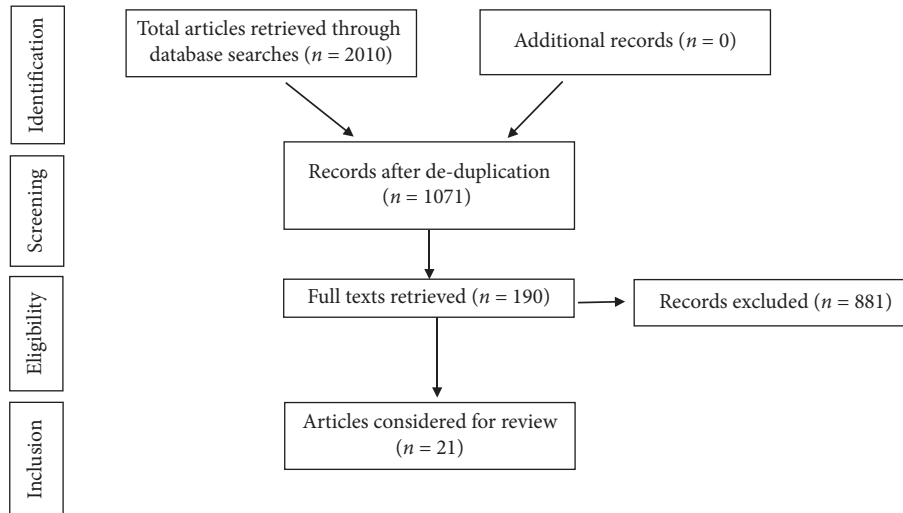 Identification
Total articles retrieved through
database searches (n = 2010)
Additional records (n = 0)
Screening
Records after de-duplication
(n = 1071)
Eligibility
Full texts retrieved (n = 190)
Records excluded (n = 881)
Inclusion
Articles considered for review
(n = 21)